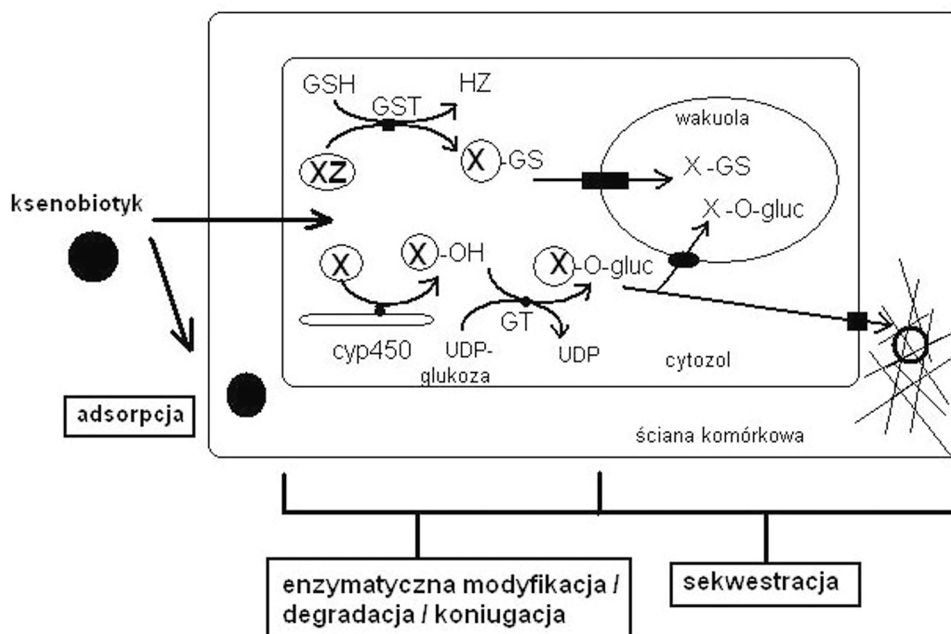 GSH
HZ
GST
XZ
X-GS
wakuola
X-GS
X-O-gluc
ksenobiotyk
X
X-OH
X-O-gluc
cyp450
UDP-
glukoza
GT
UDP
cytozol
adsorpcja
ściana komórkowa
enzymatyczna modyfikacja /
degradacja / koniugacja
sekwestracja